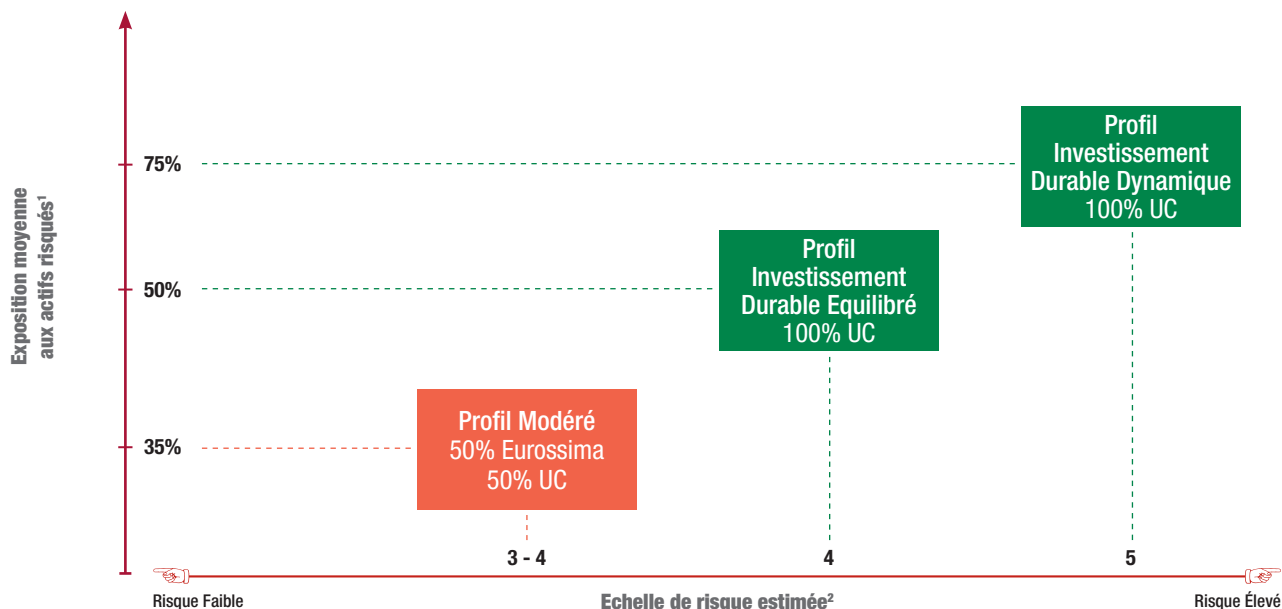 Exposition moyenne
aux actifs risqués¹
75%
50%
35%
Profil
Investissement
Durable Dynamique
100% UC
Profil
Investissement
Durable Equilibré
100% UC
Profil Modéré
50% Eurossima
50% UC
3 - 4
4
5
Risque Faible
Echelle de risque estimée²
Risque Élevé